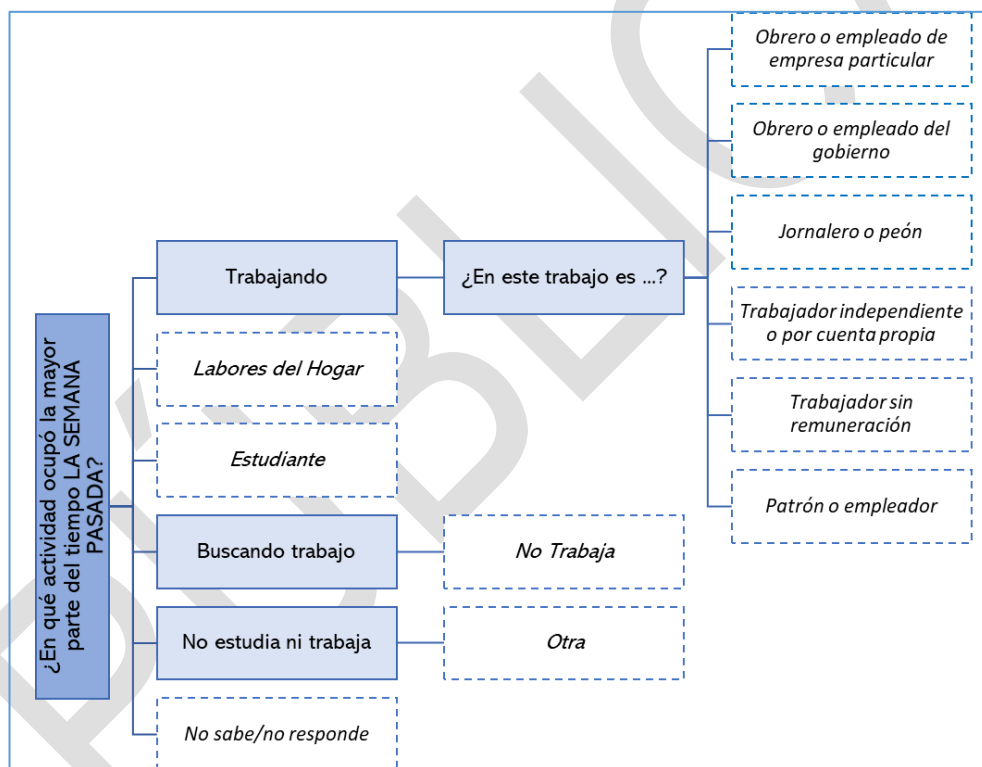 ¿En qué actividad ocupó la mayor
parte del tiempo LA SEMANA
PASADA?
Trabajando
Labores del Hogar
Estudiante
Buscando trabajo
No estudia ni trabaja
No sabe/no responde
¿En este trabajo es ...?
No Trabaja
Otra
Obrero o empleado de
empresa particular
Obrero o empleado del
gobierno
Jornalero o peón
Trabajador independiente
o por cuenta propia
Trabajador sin
remuneración
Patrón o empleador
PÚBLICO